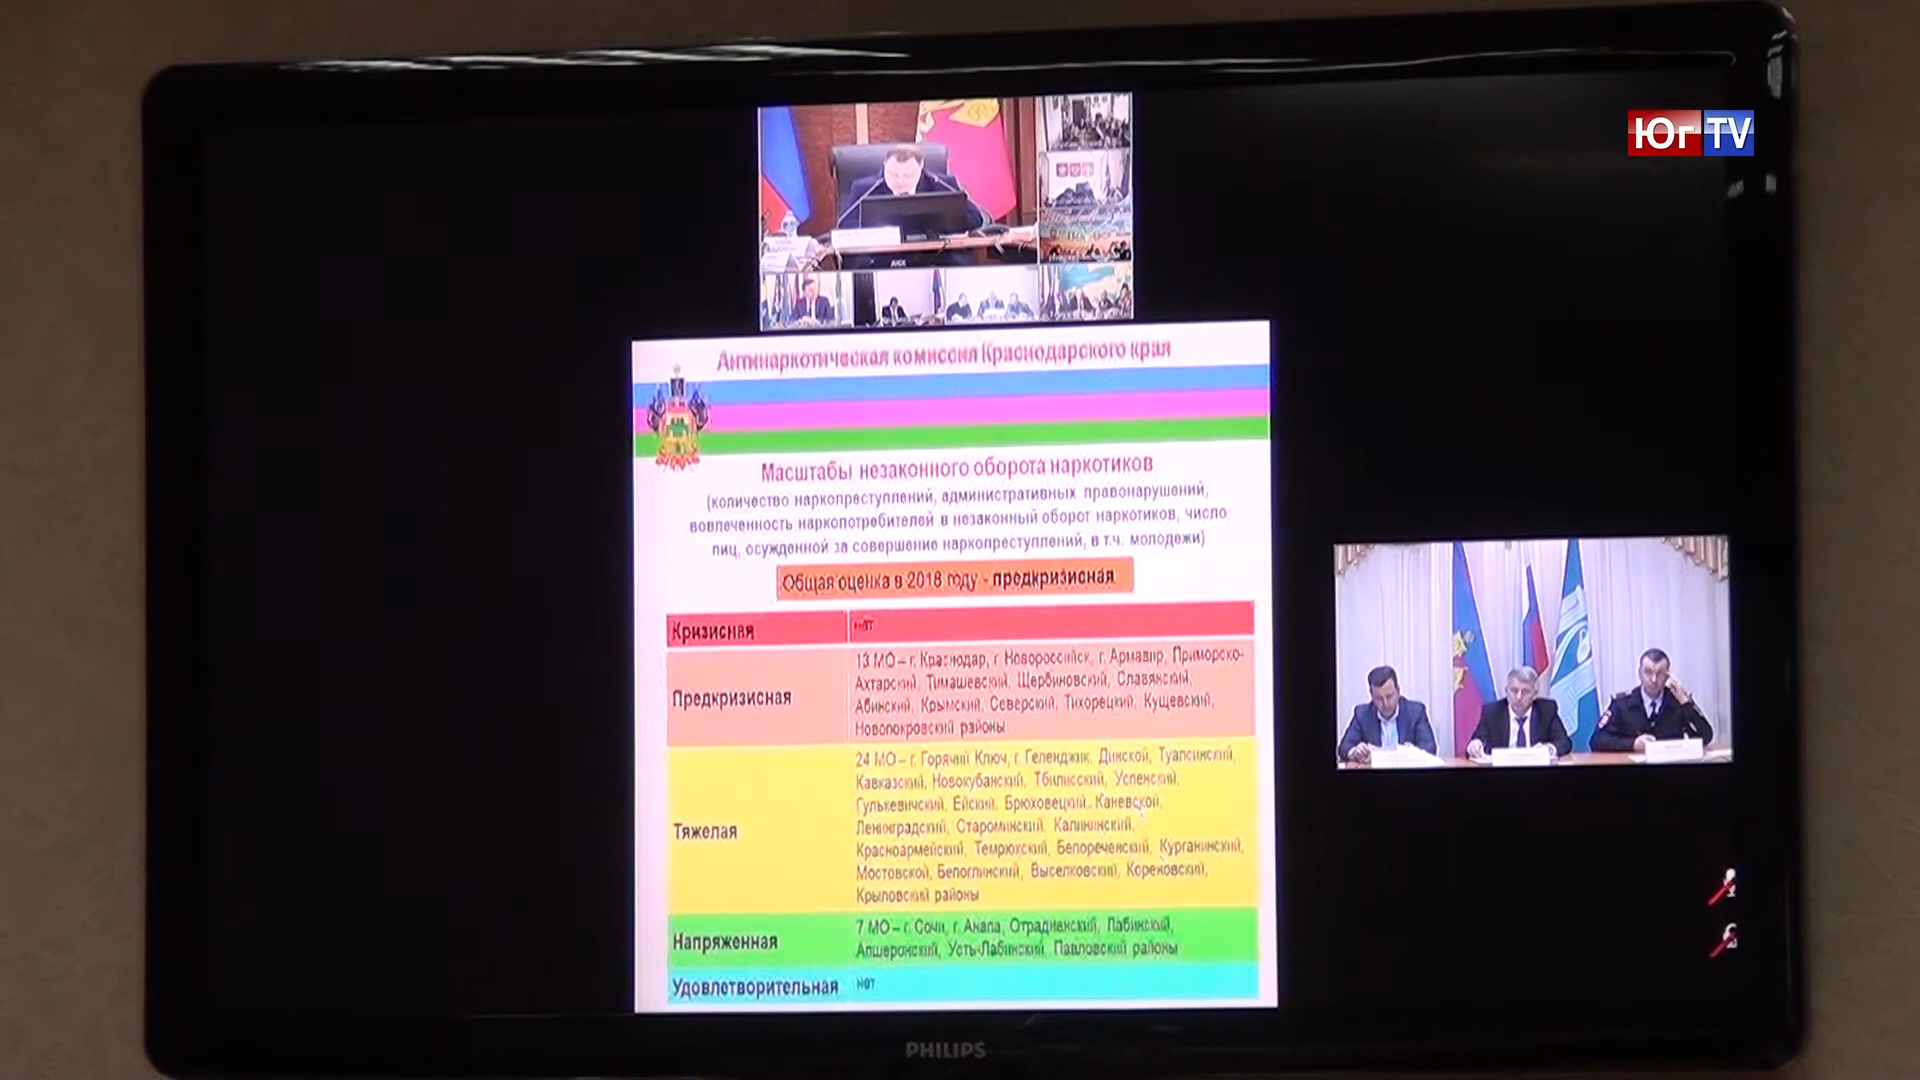 Юг TV
Антинаркотическая комиссия Краснодарского края
Масштабы незаконного оборота наркотиков
(количество наркопреступлений, административных правонарушений,
вовлеченность наркопотребителей в незаконный оборот наркотиков, число
лиц, осужденной за совершение наркопреступлений, в т.ч. молодежи)
Общая оценка в 2018 году - предкризисная
Кризисная нет
Предкризисная
13 МО – г. Краснодар, г. Новороссийск, г. Армавир, Приморско-
Ахтарский, Тимашевский, Щербиновский, Славянский,
Абинский, Крымский, Северский, Тихорецкий, Кущевский,
Новопокровский районы
Тяжелая
24 МО – г. Горячий Ключ, г. Геленджик, Динской, Туапсинский,
Кавказский, Новокубанский, Тбилисский, Успенский,
Гулькевичский, Ейский, Брюховецкий, Каневской,
Ленинградский, Староминский, Калининский,
Красноармейский, Темрюкский, Белореченский, Курганинский,
Мостовской, Белоглинский, Выселковский, Кореновский,
Крыловский районы
Напряженная
7 МО – г. Сочи, г. Анапа, Отрадненский, Лабинский,
Апшеронский, Усть-Лабинский, Павловский районы
Удовлетворительная нет
PHILIPS